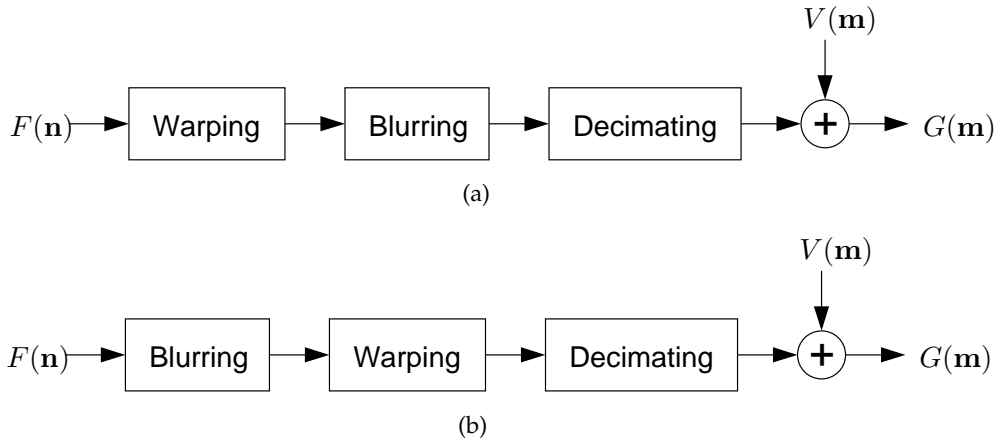 V(m)
F(n) Warping Blurring Decimating + G(m)
(a)
V(m)
F(n) Blurring Warping Decimating + G(m)
(b)